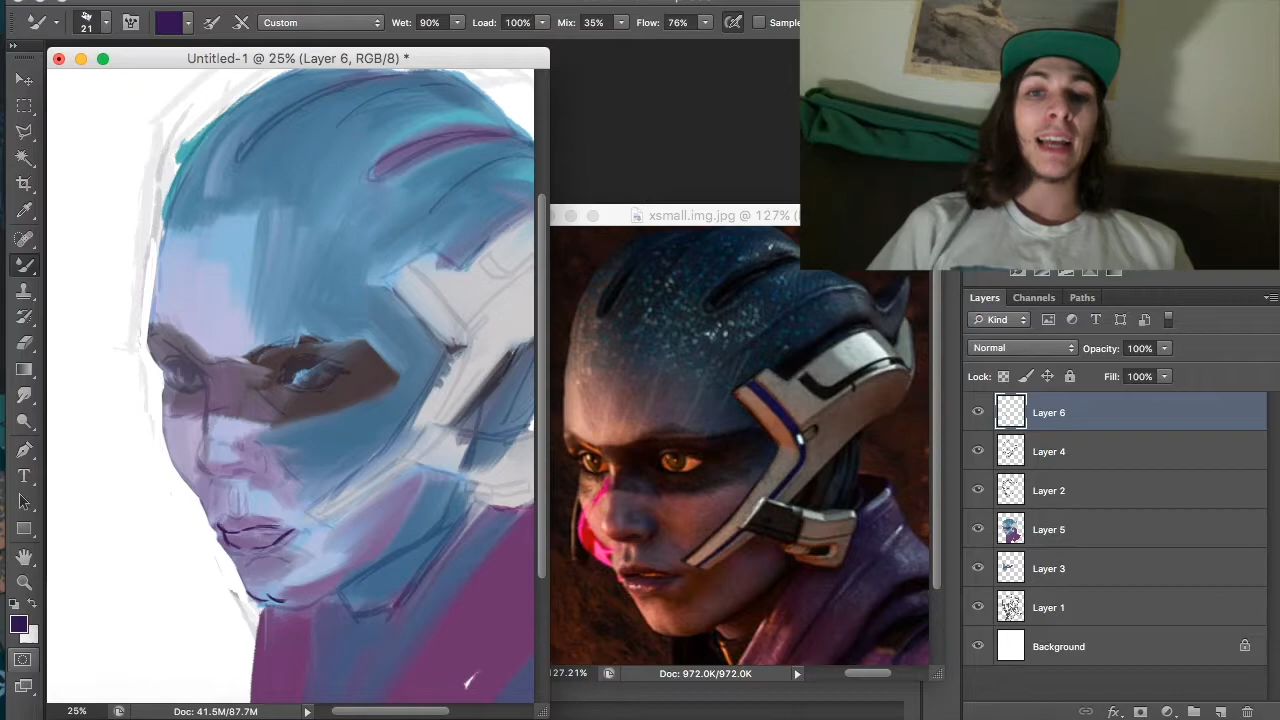 21
Custom
Wet: 90%
Load: 100%
Mix: 35%
Flow: 76%
Sample
Untitled-1 @ 25% (Layer 6, RGB/8) *
xsmall.img.jpg @ 127% (
Layers
Channels
Paths
Kind
Normal
Opacity: 100%
Lock:
Fill: 100%
Layer 6
Layer 4
Layer 2
Layer 5
Layer 3
Layer 1
Background
fx
127.21%
Doc: 972.0K/972.0K
25%
Doc: 41.5M/87.7M